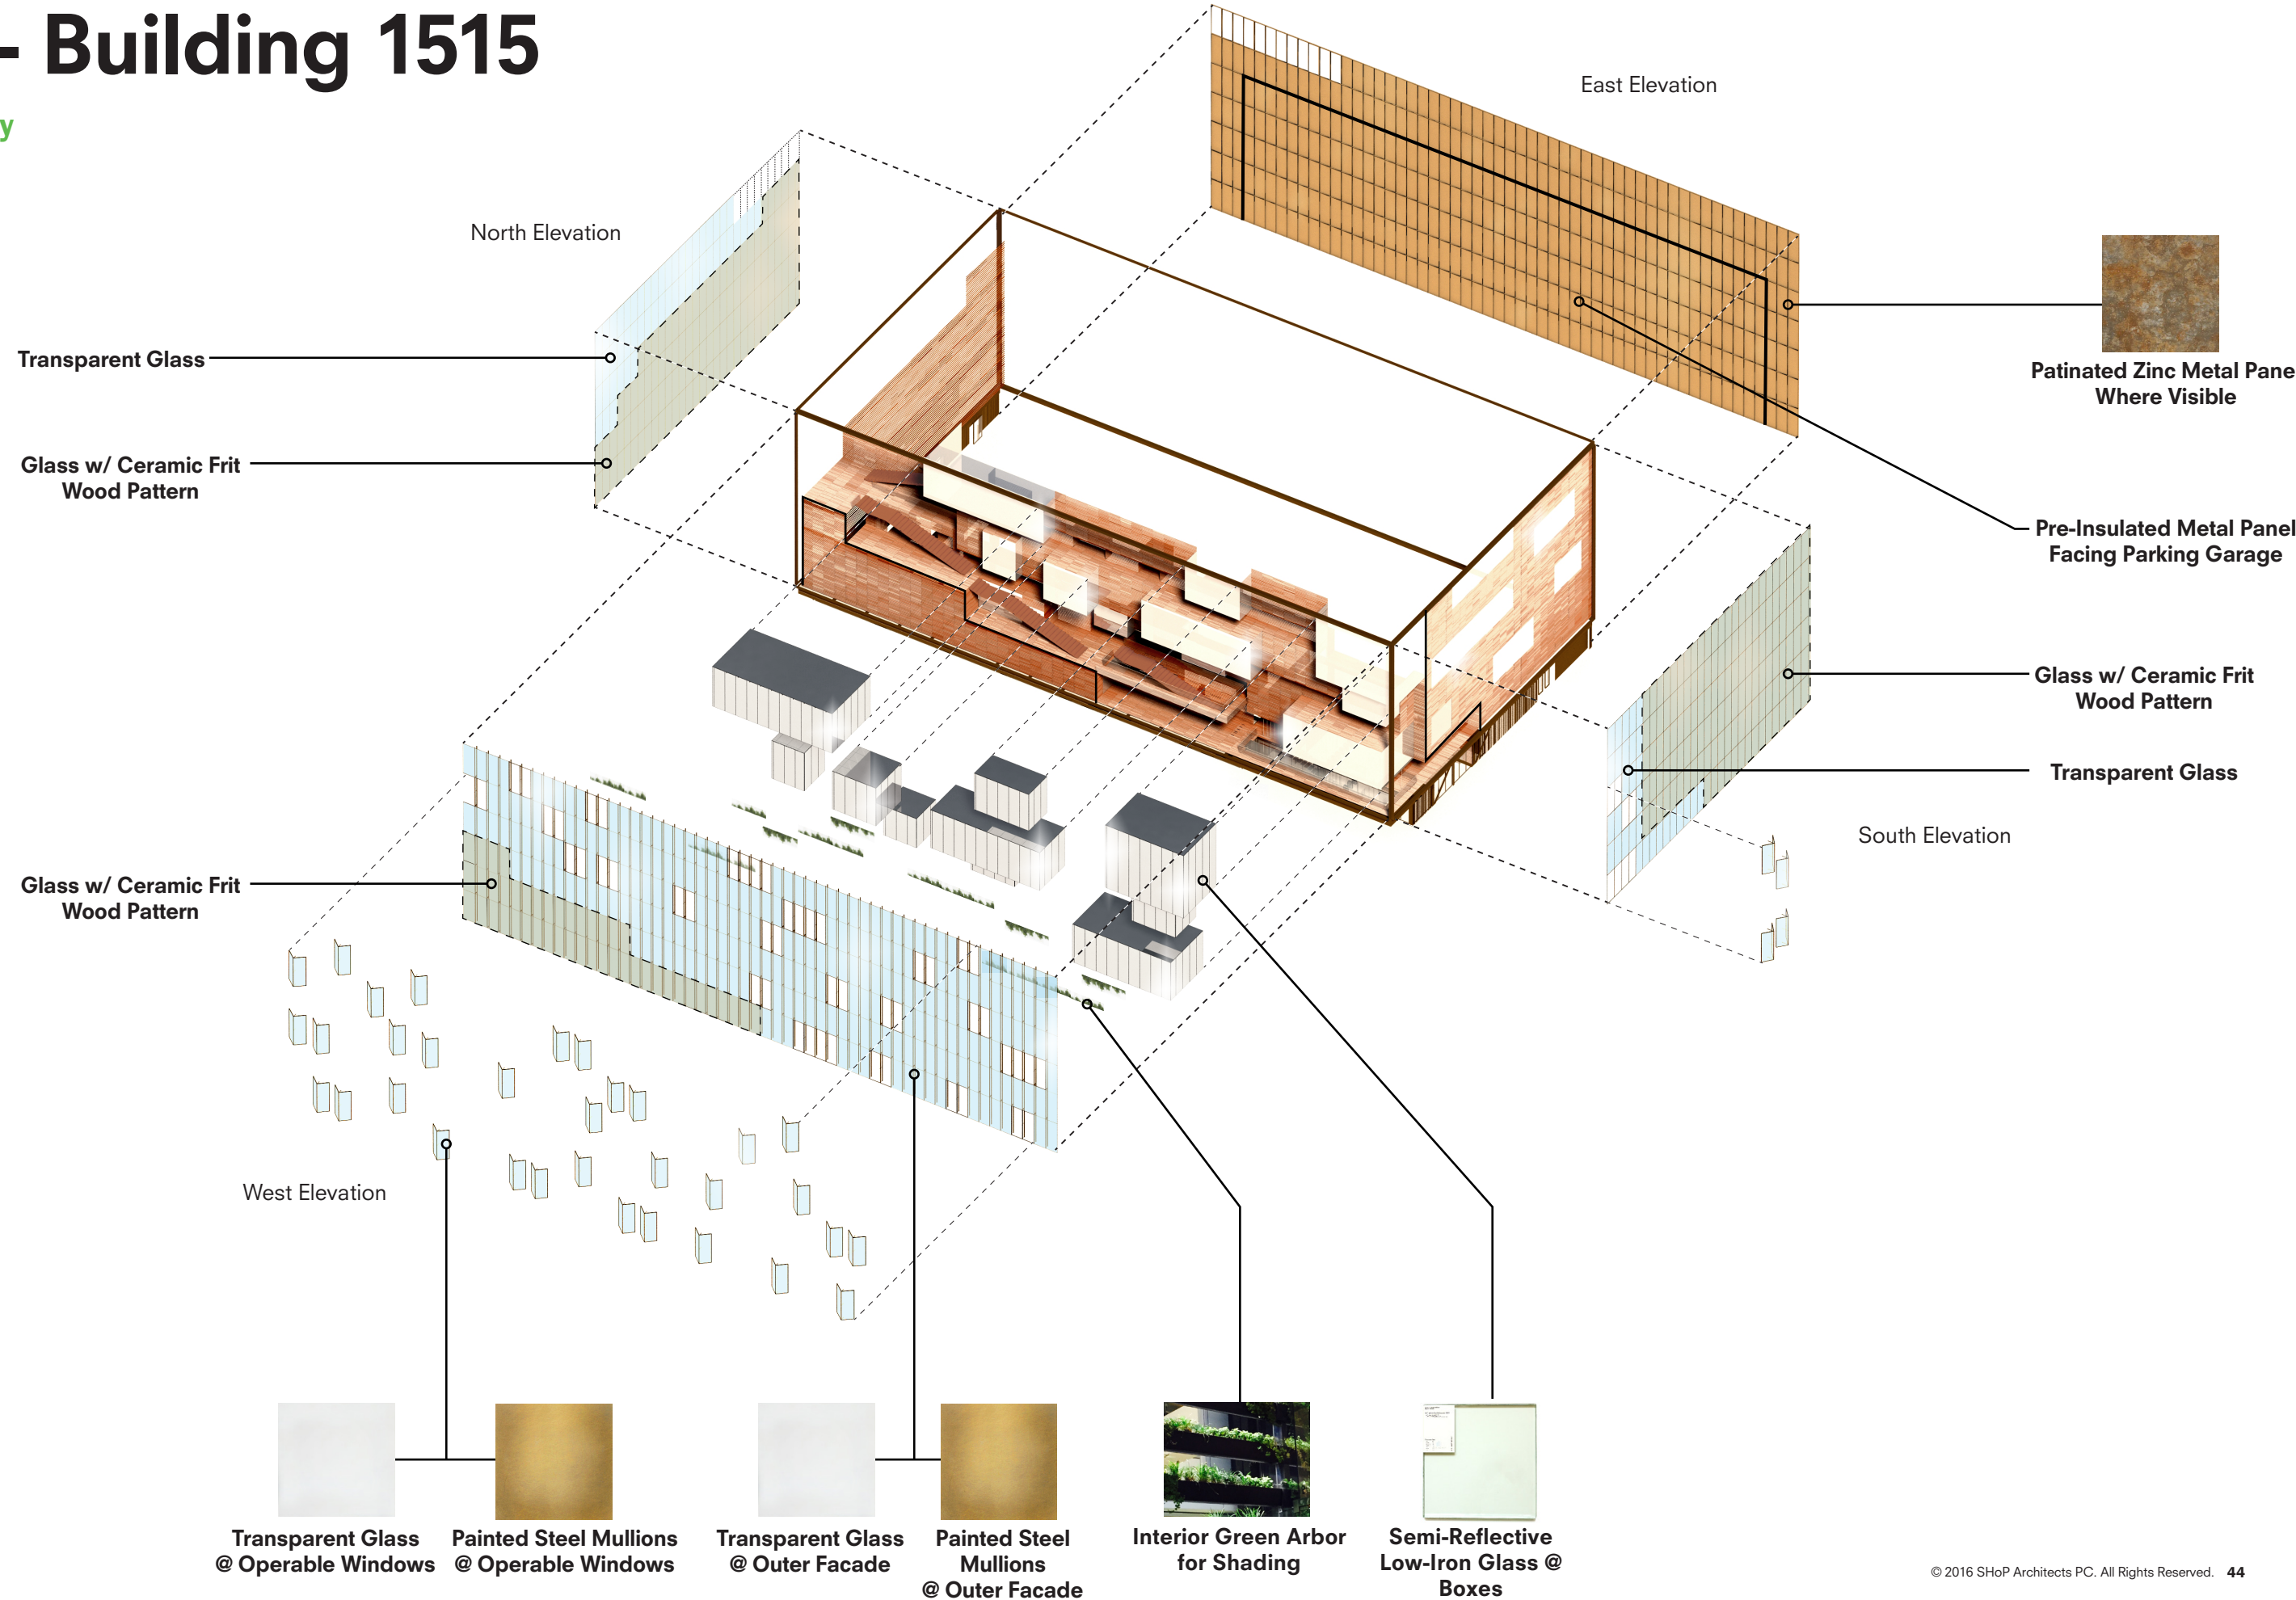 - Building 1515
y
East Elevation
North Elevation
Transparent Glass
Patinated Zinc Metal Pane
Where Visible
Glass w/ Ceramic Frit
Wood Pattern
Pre-Insulated Metal Panel
Facing Parking Garage
Glass w/ Ceramic Frit
Wood Pattern
Transparent Glass
South Elevation
Glass w/ Ceramic Frit
Wood Pattern
West Elevation
Transparent Glass
@ Operable Windows
Painted Steel Mullions
@ Operable Windows
Transparent Glass
@ Outer Facade
Painted Steel
Mullions
@ Outer Facade
Interior Green Arbor
for Shading
Semi-Reflective
Low-Iron Glass @
Boxes
© 2016 SHoP Architects PC. All Rights Reserved. 44